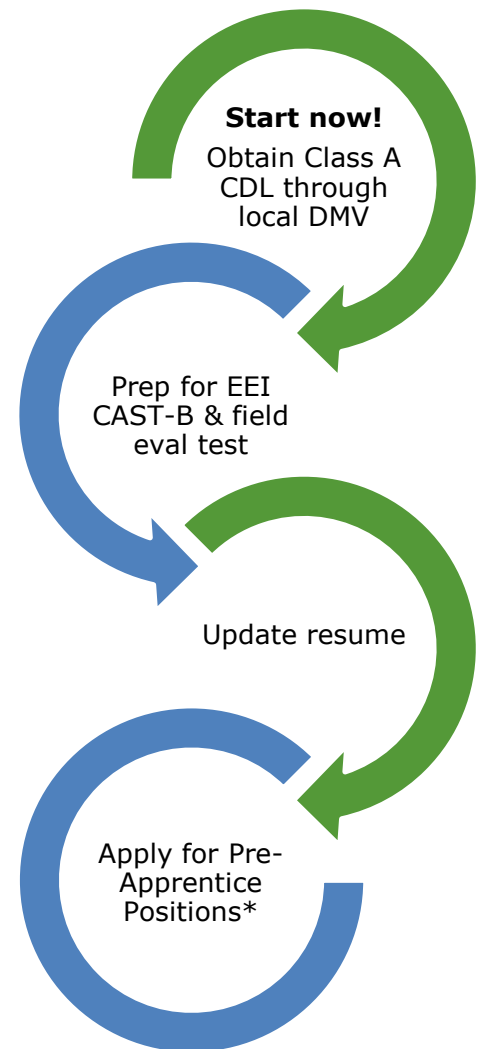 Start now!
Obtain Class A
CDL through
local DMV
Prep for EEI
CAST-B & field
eval test
Update resume
Apply for Pre-
Apprentice
Positions*